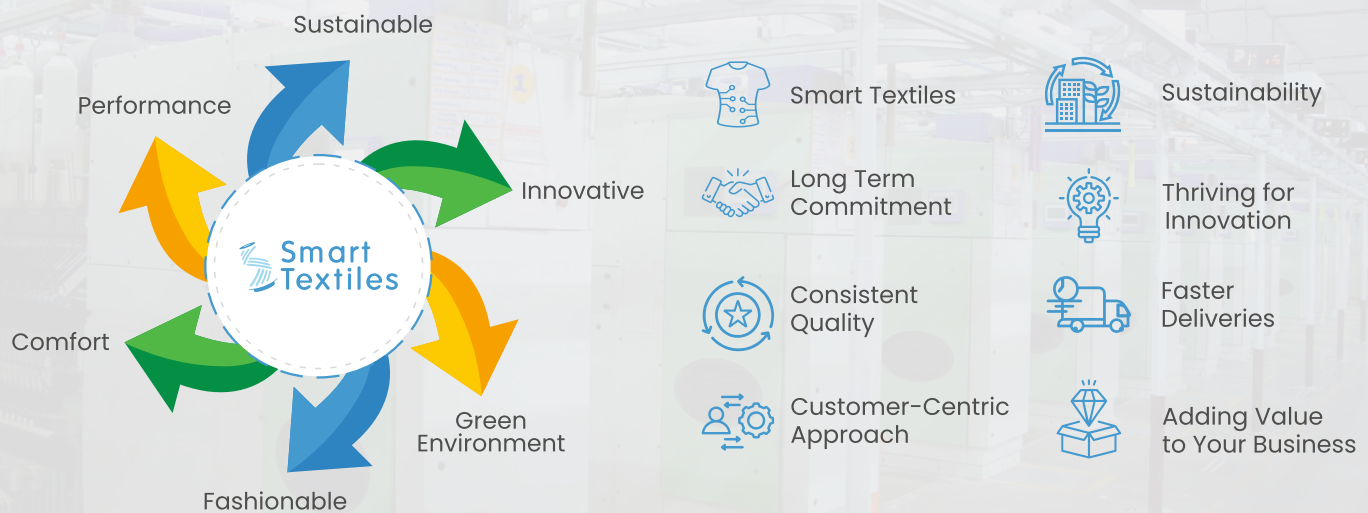 Sustainable
Performance
Innovative
Smart
Textiles
Comfort
Green
Environment
Fashionable
Smart Textiles
Long Term
Commitment
Consistent
Quality
Customer-Centric
Approach
Sustainability
Thriving for
Innovation
Faster
Deliveries
Adding Value
to Your Business
1